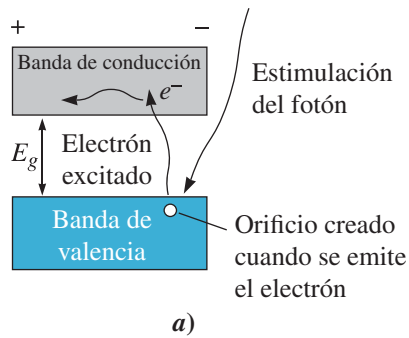 + −
Banda de conducción
e−
Estimulación
del fotón
Eg
Electrón
excitado
Banda de
valencia
Orificio creado
cuando se emite
el electrón
a)